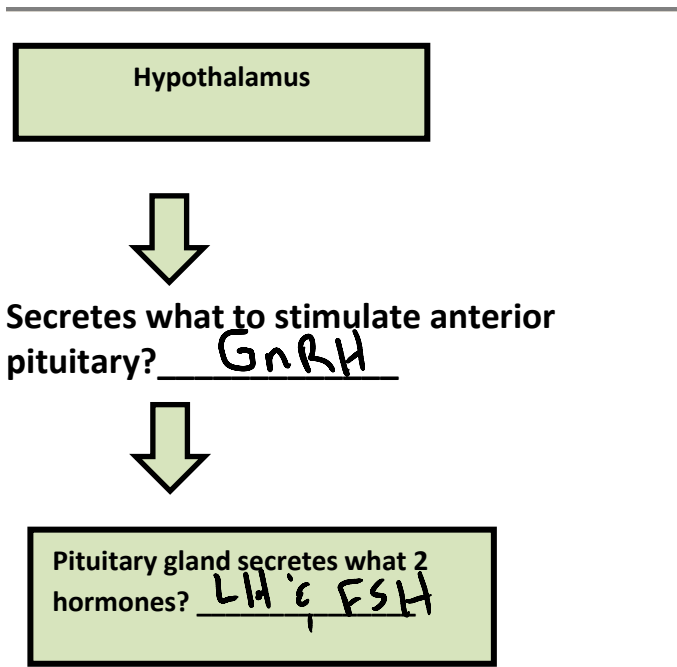 Hypothalamus
Secretes what to stimulate anterior
pituitary? GnRH
Pituitary gland secretes what 2
hormones? LH & FSH